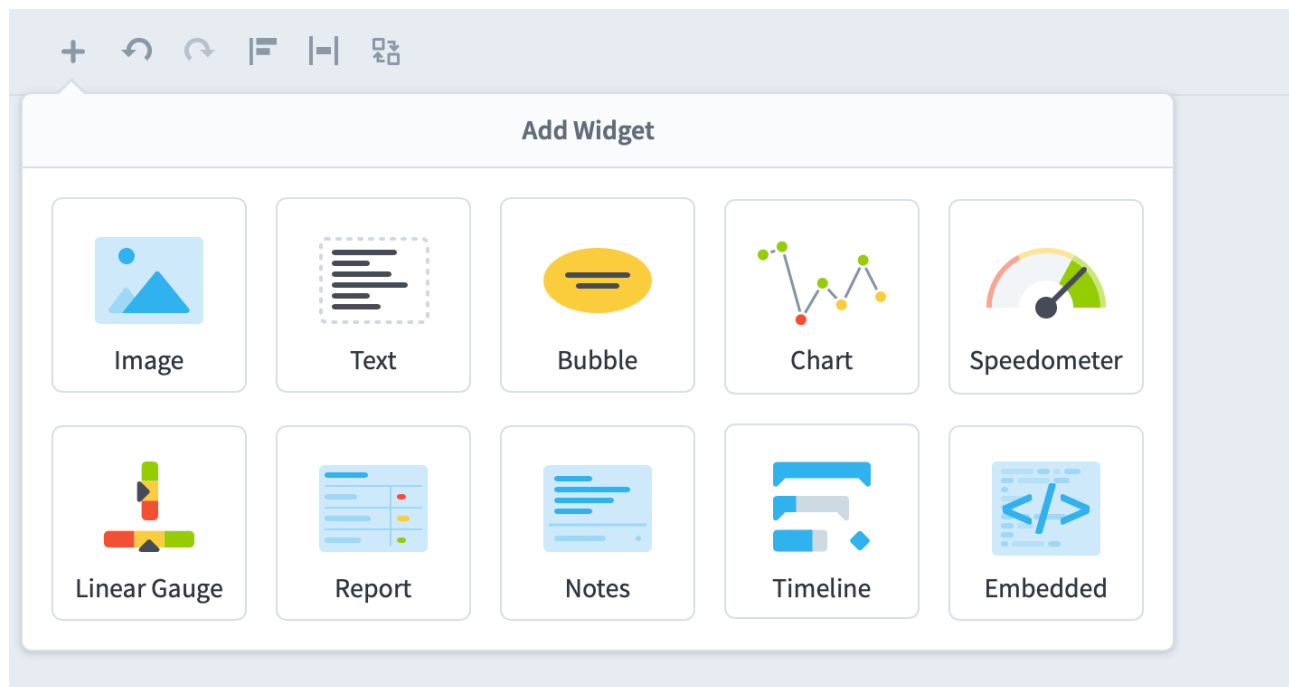 Add Widget
Image Text Bubble Chart Speedometer
Linear Gauge Report Notes Timeline Embedded